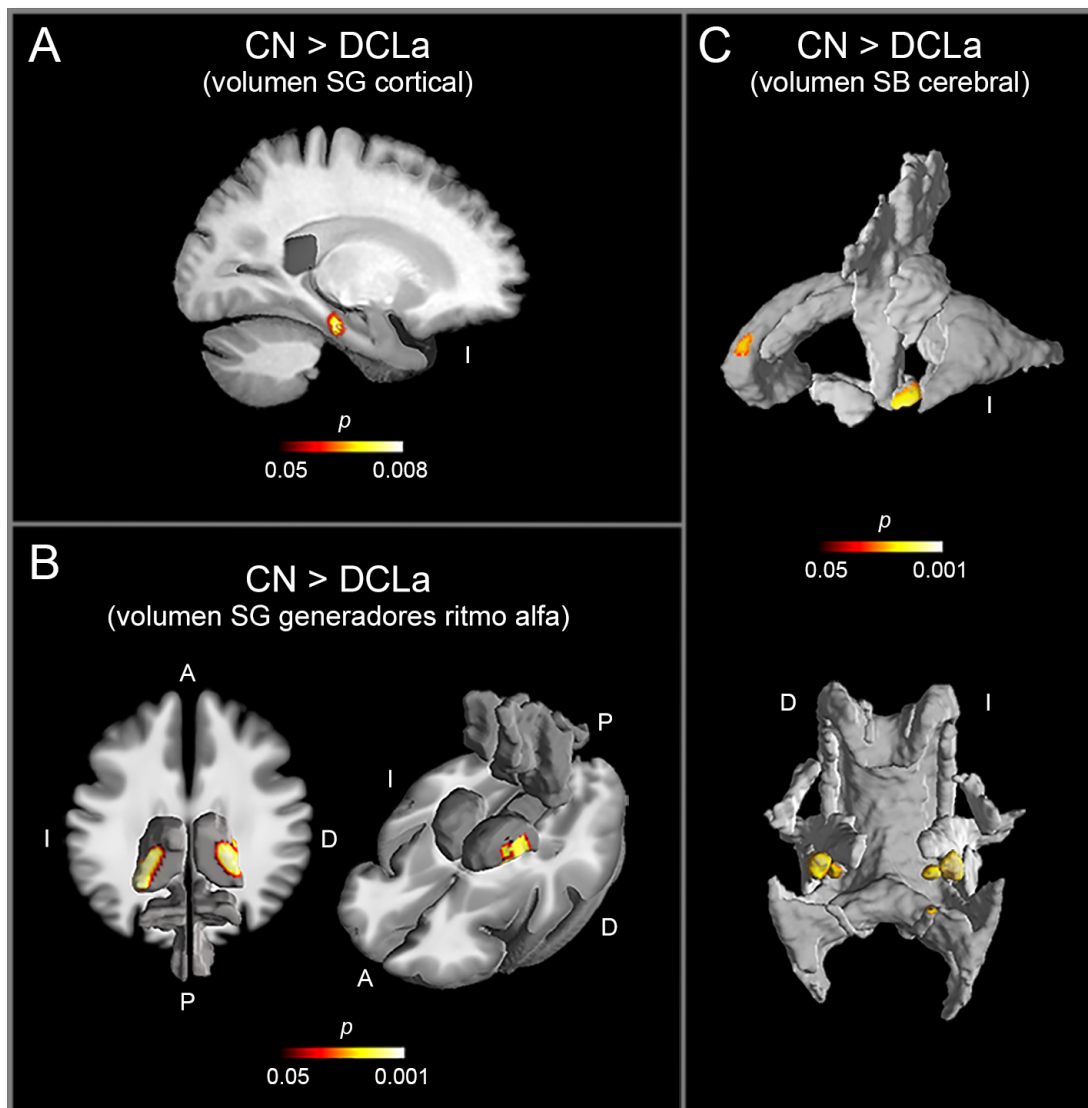 A
CN > DCLa
(volumen SG cortical)
I
p
0.05
0.008
B
CN > DCLa
(volumen SG generadores ritmo alfa)
A
I
D
P
I
P
D
A
p
0.05
0.001
C
CN > DCLa
(volumen SB cerebral)
I
p
0.05
0.001
D
I